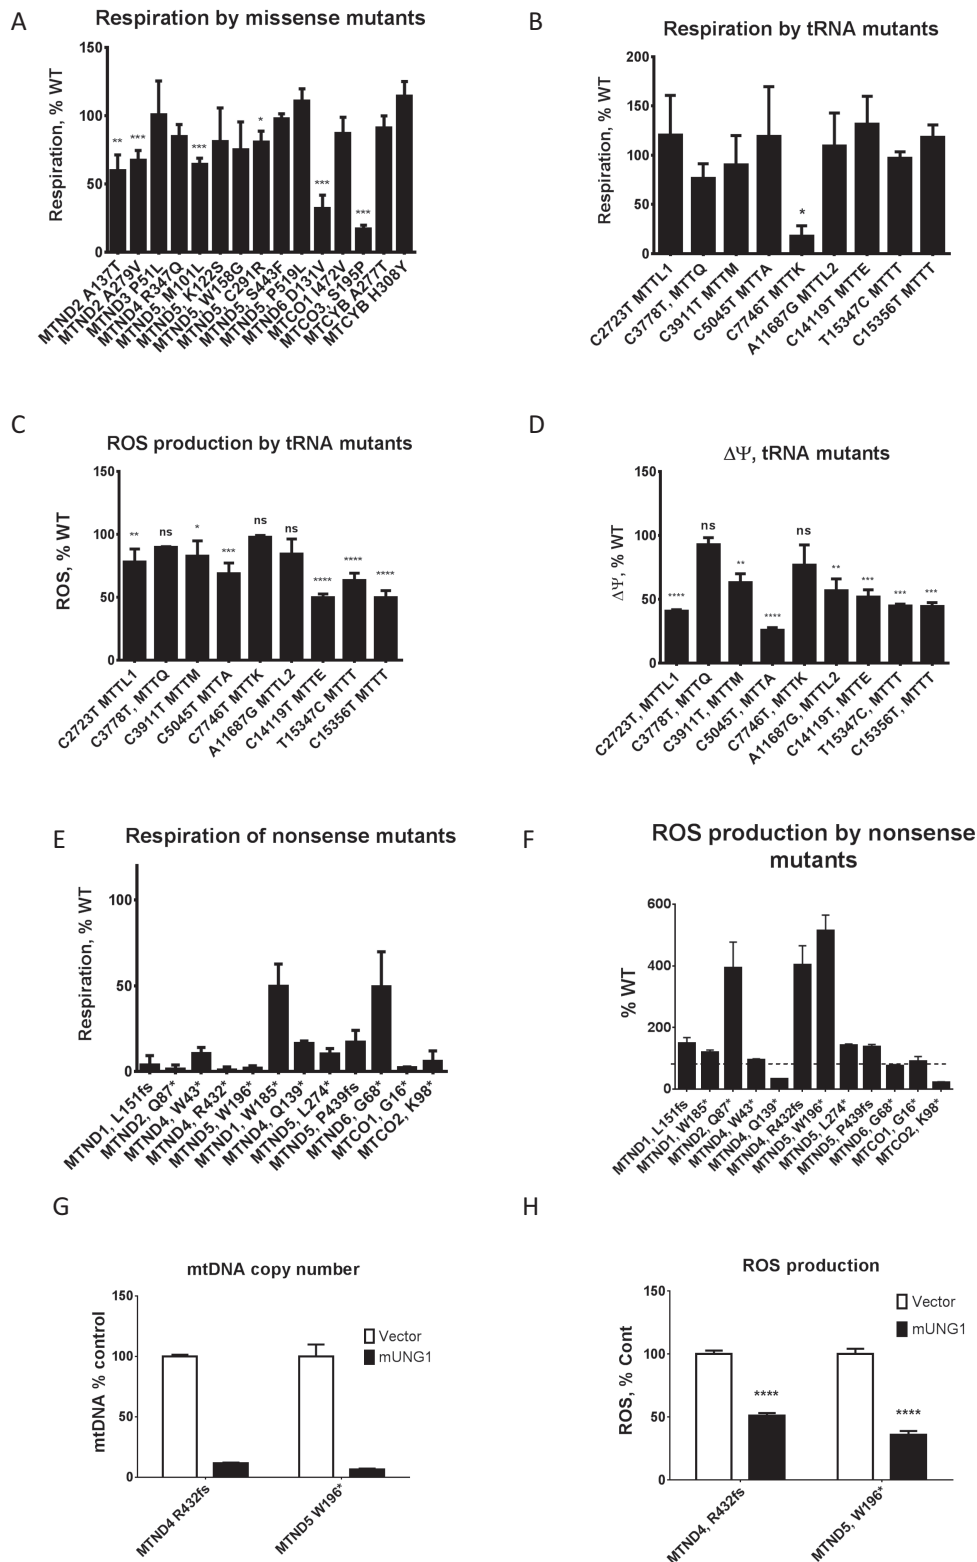 A
Respiration by missense mutants
Respiration, % WT
150
100
50
0
**
***
***
*
***
***
MTND2 A137T
MTND2 A279V
MTND3 P51L
MTND4 R347Q
MTND5, M101L
MTND5, K122S
MTND5, W158G
MTND5, C291R
MTND5, S443F
MTND5, P519L
MTND6 D131V
MTCO1 I472V
MTCO3, S195P
MTCYB A277T
MTCYB H308Y
B
Respiration by tRNA mutants
Respiration, % WT
200
150
100
50
0
*
C2723T MTTL1
C3778T, MTTQ
C3911T MTTM
C5045T MTTA
C7746T MTTK
A11687G MTTL2
C14119T MTTE
T15347C MTTT
C15356T MTTT
C
ROS production by tRNA mutants
ROS, % WT
150
100
50
0
**
ns
*
***
ns
ns
****
****
****
C2723T MTTL1
C3778T, MTTQ
C3911T MTTM
C5045T MTTA
C7746T MTTK
A11687G MTTL2
C14119T MTTE
T15347C MTTT
C15356T MTTT
D
ΔΨ, tRNA mutants
ΔΨ, % WT
150
100
50
0
****
ns
**
****
ns
**
***
***
***
C2723T, MTTL1
C3778T, MTTQ
C3911T, MTTM
C5045T, MTTA
C7746T, MTTK
A11687G, MTTL2
C14119T, MTTE
T15347C, MTTT
C15356T, MTTT
E
Respiration of nonsense mutants
Respiration, % WT
100
50
0
MTND1, L151fs
MTND2, Q87*
MTND4, W43*
MTND4, R432*
MTND5, W196*
MTND1, W185*
MTND4, Q139*
MTND5, L274*
MTND5, P439fs
MTND6, G68*
MTCO1, G16*
MTCO2, K98*
F
ROS production by nonsense
mutants
% WT
600
400
200
0
MTND1, L151fs
MTND1, W185*
MTND2, Q87*
MTND4, W43*
MTND4, Q139*
MTND4, R432fs
MTND5, W196*
MTND5, L274*
MTND5, P439fs
MTND6, G68*
MTCO1, G16*
MTCO2, K98*
G
mtDNA copy number
mtDNA % control
150
100
50
0
Vector
mUNG1
MTND4 R432fs
MTND5 W196*
H
ROS production
ROS, % Cont
150
100
50
0
Vector
mUNG1
****
****
MTND4, R432fs
MTND5, W196*